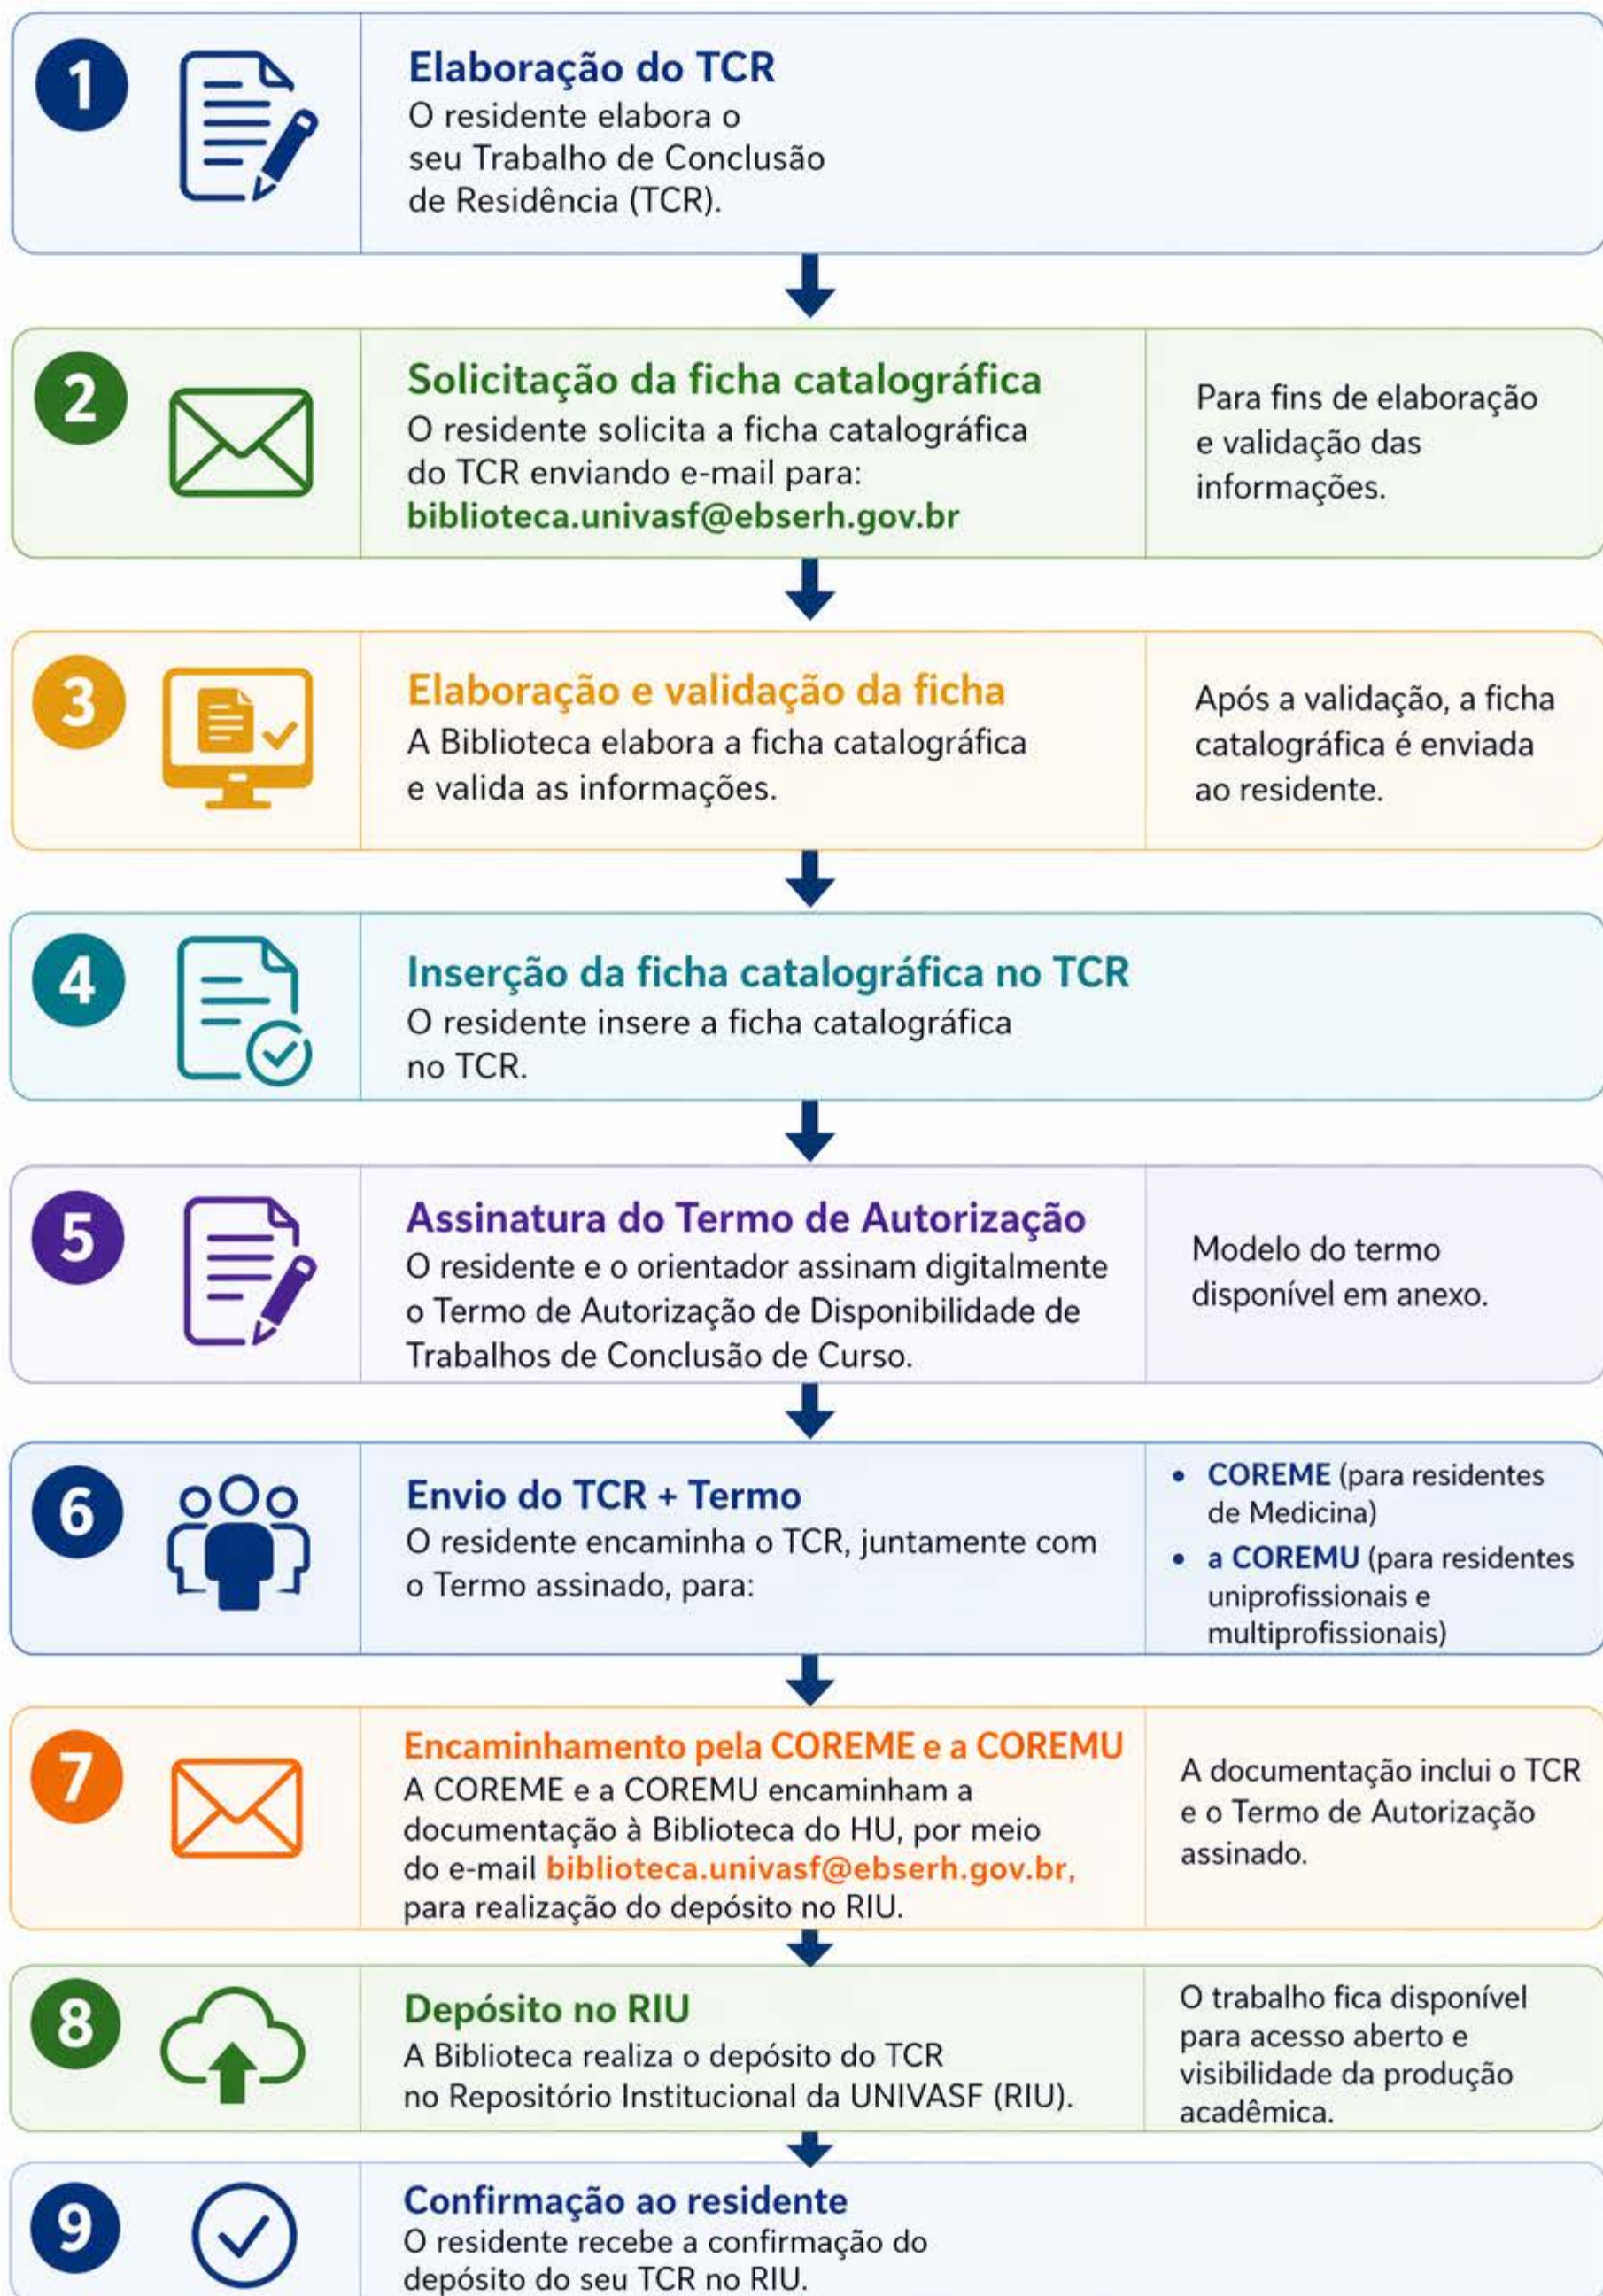 1
Elaboração do TCR
O residente elabora o
seu Trabalho de Conclusão
de Residência (TCR).
2
Solicitação da ficha catalográfica
O residente solicita a ficha catalográfica
do TCR enviando e-mail para:
biblioteca.univasf@ebserh.gov.br
Para fins de elaboração
e validação das
informações.
3
Elaboração e validação da ficha
A Biblioteca elabora a ficha catalográfica
e valida as informações.
Após a validação, a ficha
catalográfica é enviada
ao residente.
4
Inserção da ficha catalográfica no TCR
O residente insere a ficha catalográfica
no TCR.
5
Assinatura do Termo de Autorização
O residente e o orientador assinam digitalmente
o Termo de Autorização de Disponibilidade de
Trabalhos de Conclusão de Curso.
Modelo do termo
disponível em anexo.
6
Envio do TCR + Termo
O residente encaminha o TCR, juntamente com
o Termo assinado, para:
• COREME (para residentes
de Medicina)
• a COREMU (para residentes
uniprofissionais e
multiprofissionais)
7
Encaminhamento pela COREME e a COREMU
A COREME e a COREMU encaminham a
documentação à Biblioteca do HU, por meio
do e-mail biblioteca.univasf@ebserh.gov.br,
para realização do depósito no RIU.
A documentação inclui o TCR
e o Termo de Autorização
assinado.
8
Depósito no RIU
A Biblioteca realiza o depósito do TCR
no Repositório Institucional da UNIVASF (RIU).
O trabalho fica disponível
para acesso aberto e
visibilidade da produção
acadêmica.
9
Confirmação ao residente
O residente recebe a confirmação do
depósito do seu TCR no RIU.